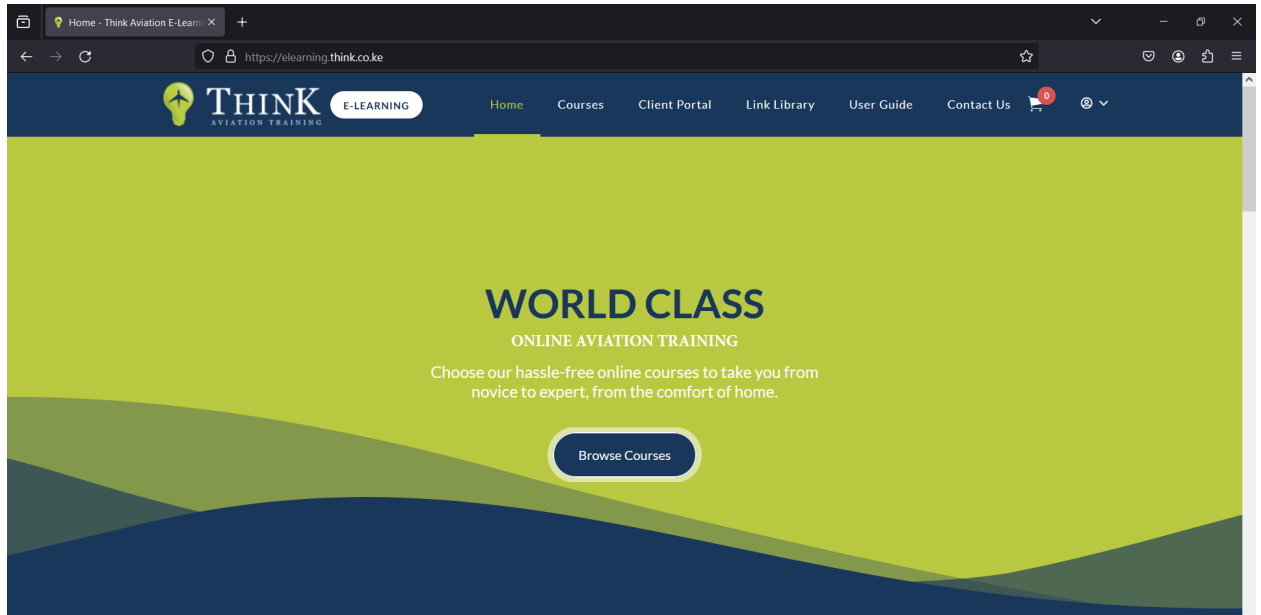 Home - Think Aviation E-Learni
https://elearning.think.co.ke
THINK
AVIATION TRAINING
E-LEARNING
Home Courses Client Portal Link Library User Guide Contact Us 0
WORLD CLASS
ONLINE AVIATION TRAINING
Choose our hassle-free online courses to take you from
novice to expert, from the comfort of home.
Browse Courses